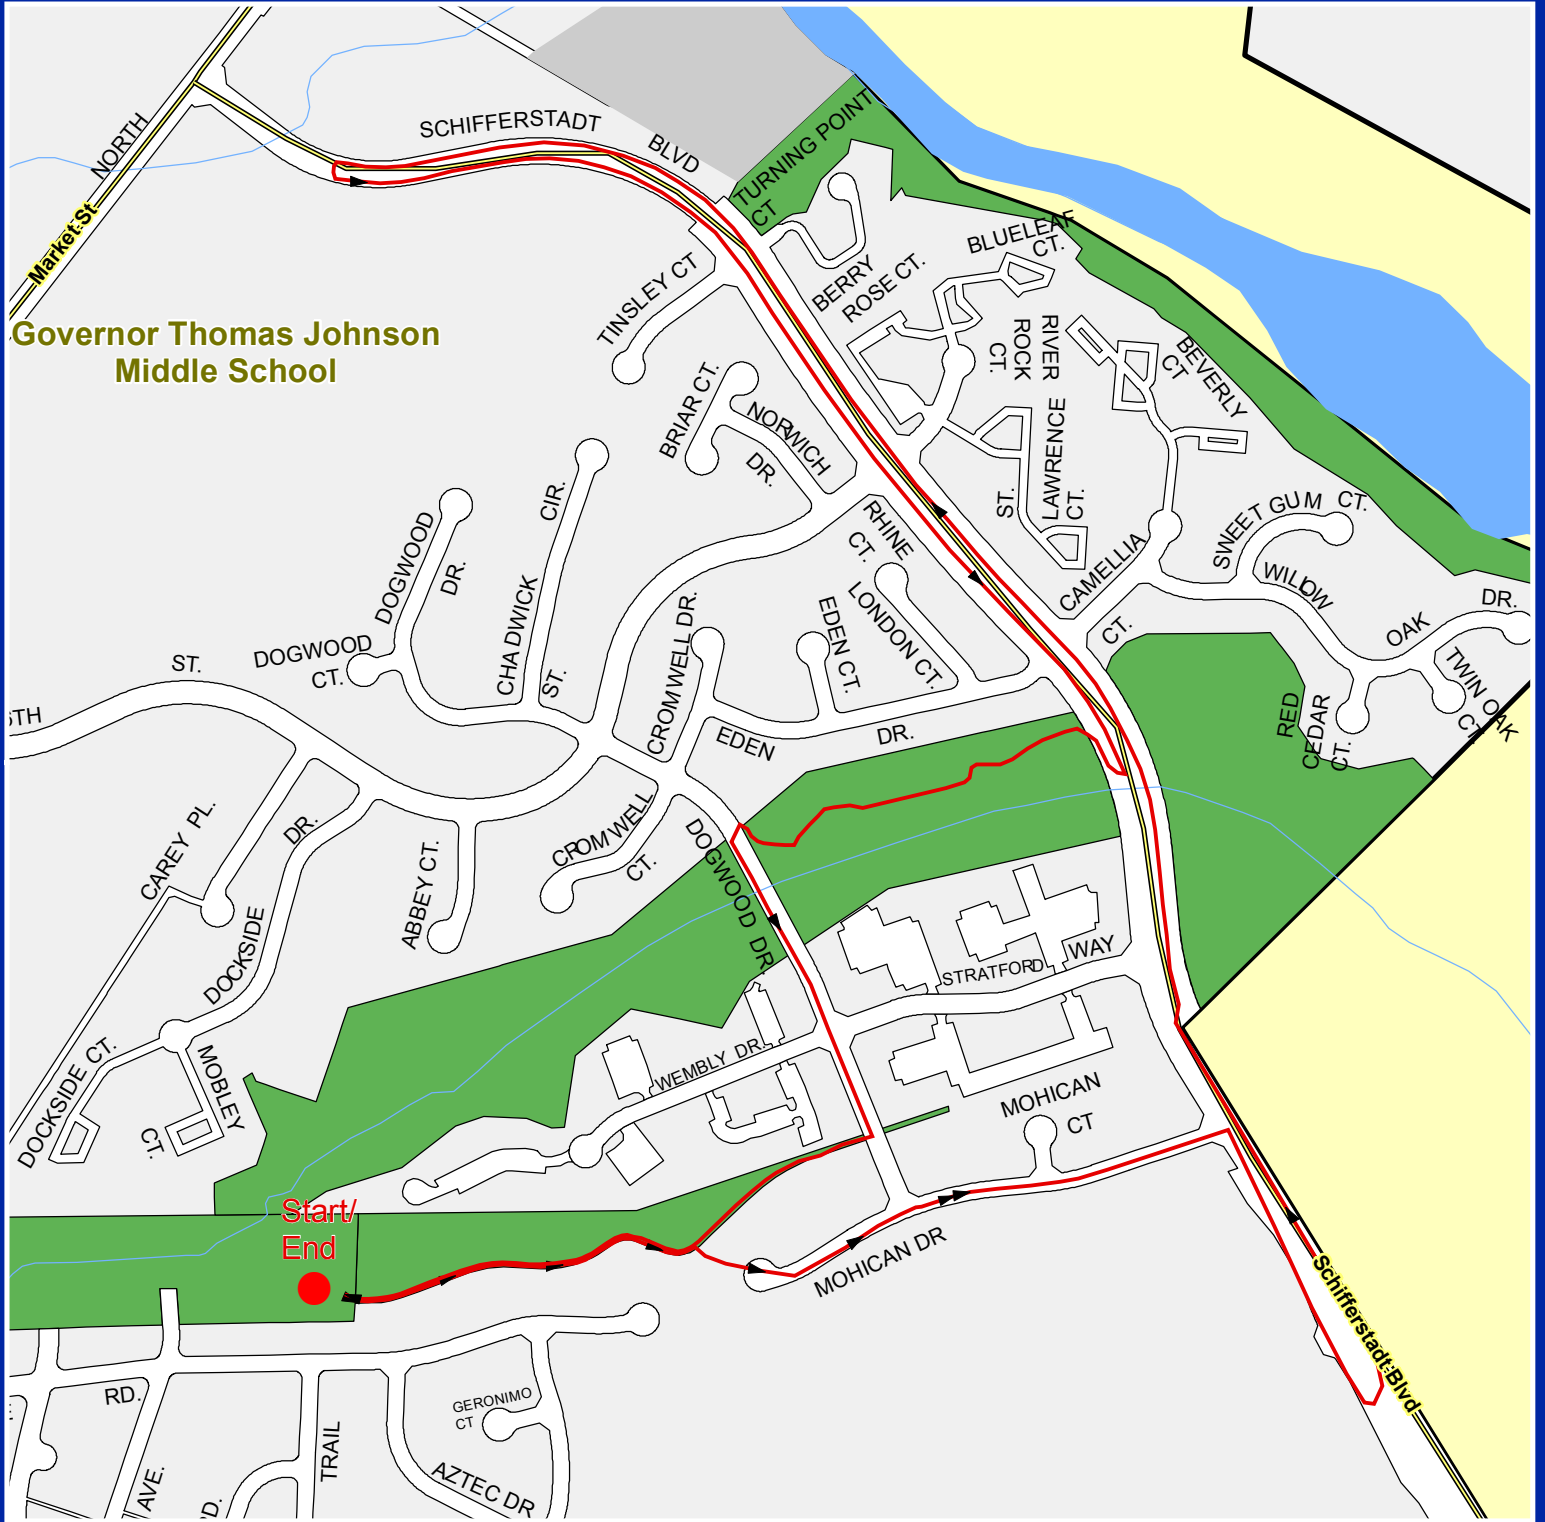 NORTH
Market St
SCHIFFERSTADT
BLVD
TURNING POINT
CT
Governor Thomas Johnson
Middle School
TINSLEY CT
BERRY
ROSE CT.
BLUELEAF
CT.
RIVER
ROCK
CT.
BEVERLY
CT
BRIAR CT.
NORWICH
DR.
LAWRENCE
CT.
ST.
SWEET GUM CT.
CIR.
CHADWICK
DOGWOOD
DR.
RHINE
CT.
CAMELLIA
CT.
WILLOW
OAK
DR.
TWIN OAK
CT.
RED
CEDAR
CT.
DOGWOOD
CT.
ST.
ST.
CROMWELL DR.
EDEN CT.
LONDON CT.
EDEN
DR.
CAREY PL.
DR.
DOCKSIDE
ABBEY CT.
CROMWELL
CT.
DOGWOOD DR.
STRATFORD
WAY
DOCKSIDE CT.
MOBLEY
CT.
WEMBLY DR.
MOHICAN
CT
Start/
End
MOHICAN DR
Schifferstadt Blvd
RD.
GERONIMO
CT
TRAIL
AVE.
AZTEC DR